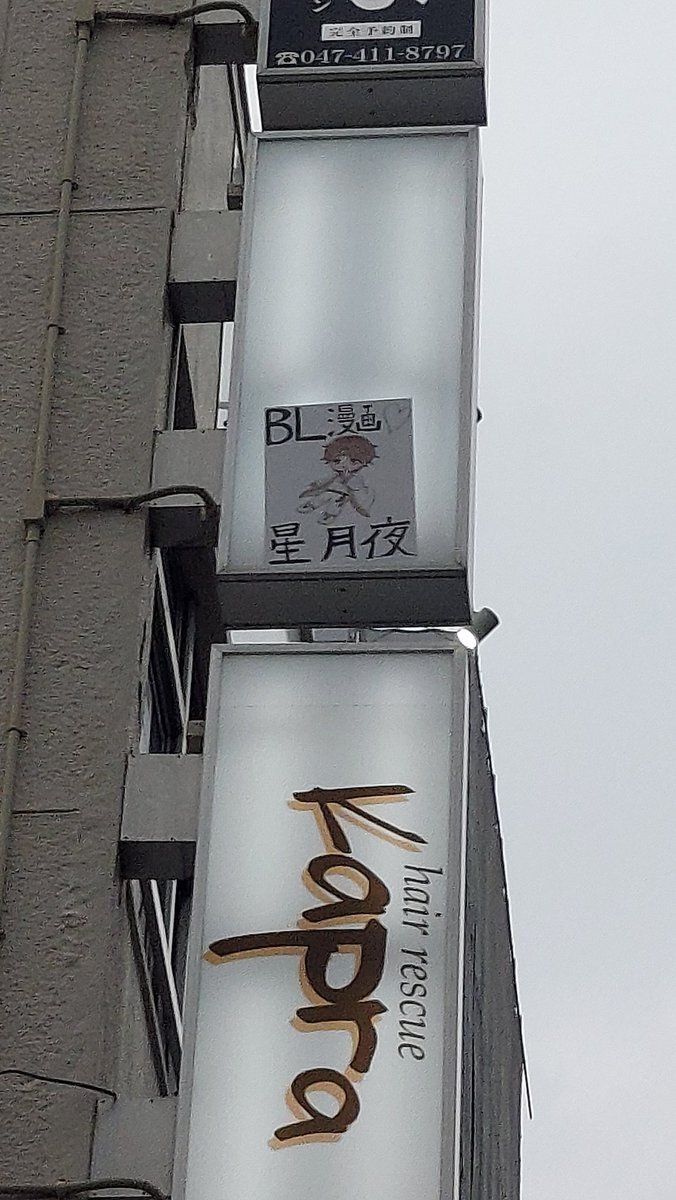 完全予約制
☎047-411-8797
BL漫画♡
星月夜
hair rescue
Kapra